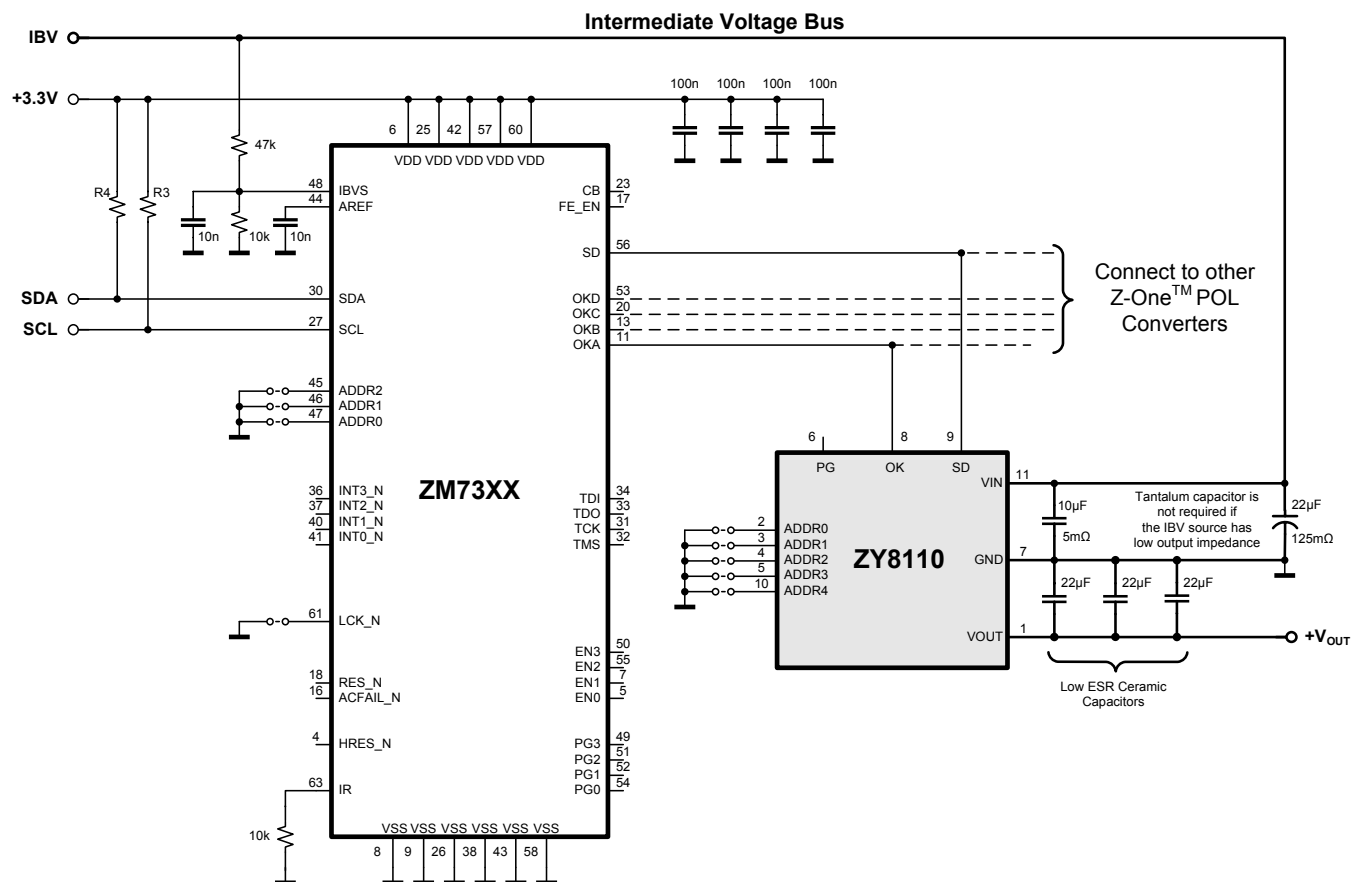 Intermediate Voltage Bus
IBV
+3.3V
100n 100n 100n 100n
6 25 42 57 60
VDD VDD VDD VDD VDD
47k
R4 R3
48 IBVS
44 AREF
10n 10k 10n
CB 23
FE_EN 17
SD 56
SDA 30 SDA
SCL 27 SCL
OKD 53
OKC 20
OKB 13
OKA 11
Connect to other
Z-One™ POL
Converters
45 ADDR2
46 ADDR1
47 ADDR0
ZM73XX
36 INT3_N
37 INT2_N
40 INT1_N
41 INT0_N
TDI 34
TDO 33
TCK 31
TMS 32
61 LCK_N
EN3 50
EN2 55
EN1 7
EN0 5
18 RES_N
16 ACFAIL_N
4 HRES_N
PG3 49
PG2 51
PG1 52
PG0 54
63 IR
10k
VSS VSS VSS VSS VSS VSS
8 9 26 38 43 58
6 8 9
PG OK SD
ZY8110
2 ADDR0
3 ADDR1
4 ADDR2
5 ADDR3
10 ADDR4
VIN 11
GND 7
VOUT 1
10µF
5mΩ
Tantalum capacitor is
not required if
the IBV source has
low output impedance
22µF
125mΩ
22µF 22µF 22µF
+VOUT
Low ESR Ceramic
Capacitors